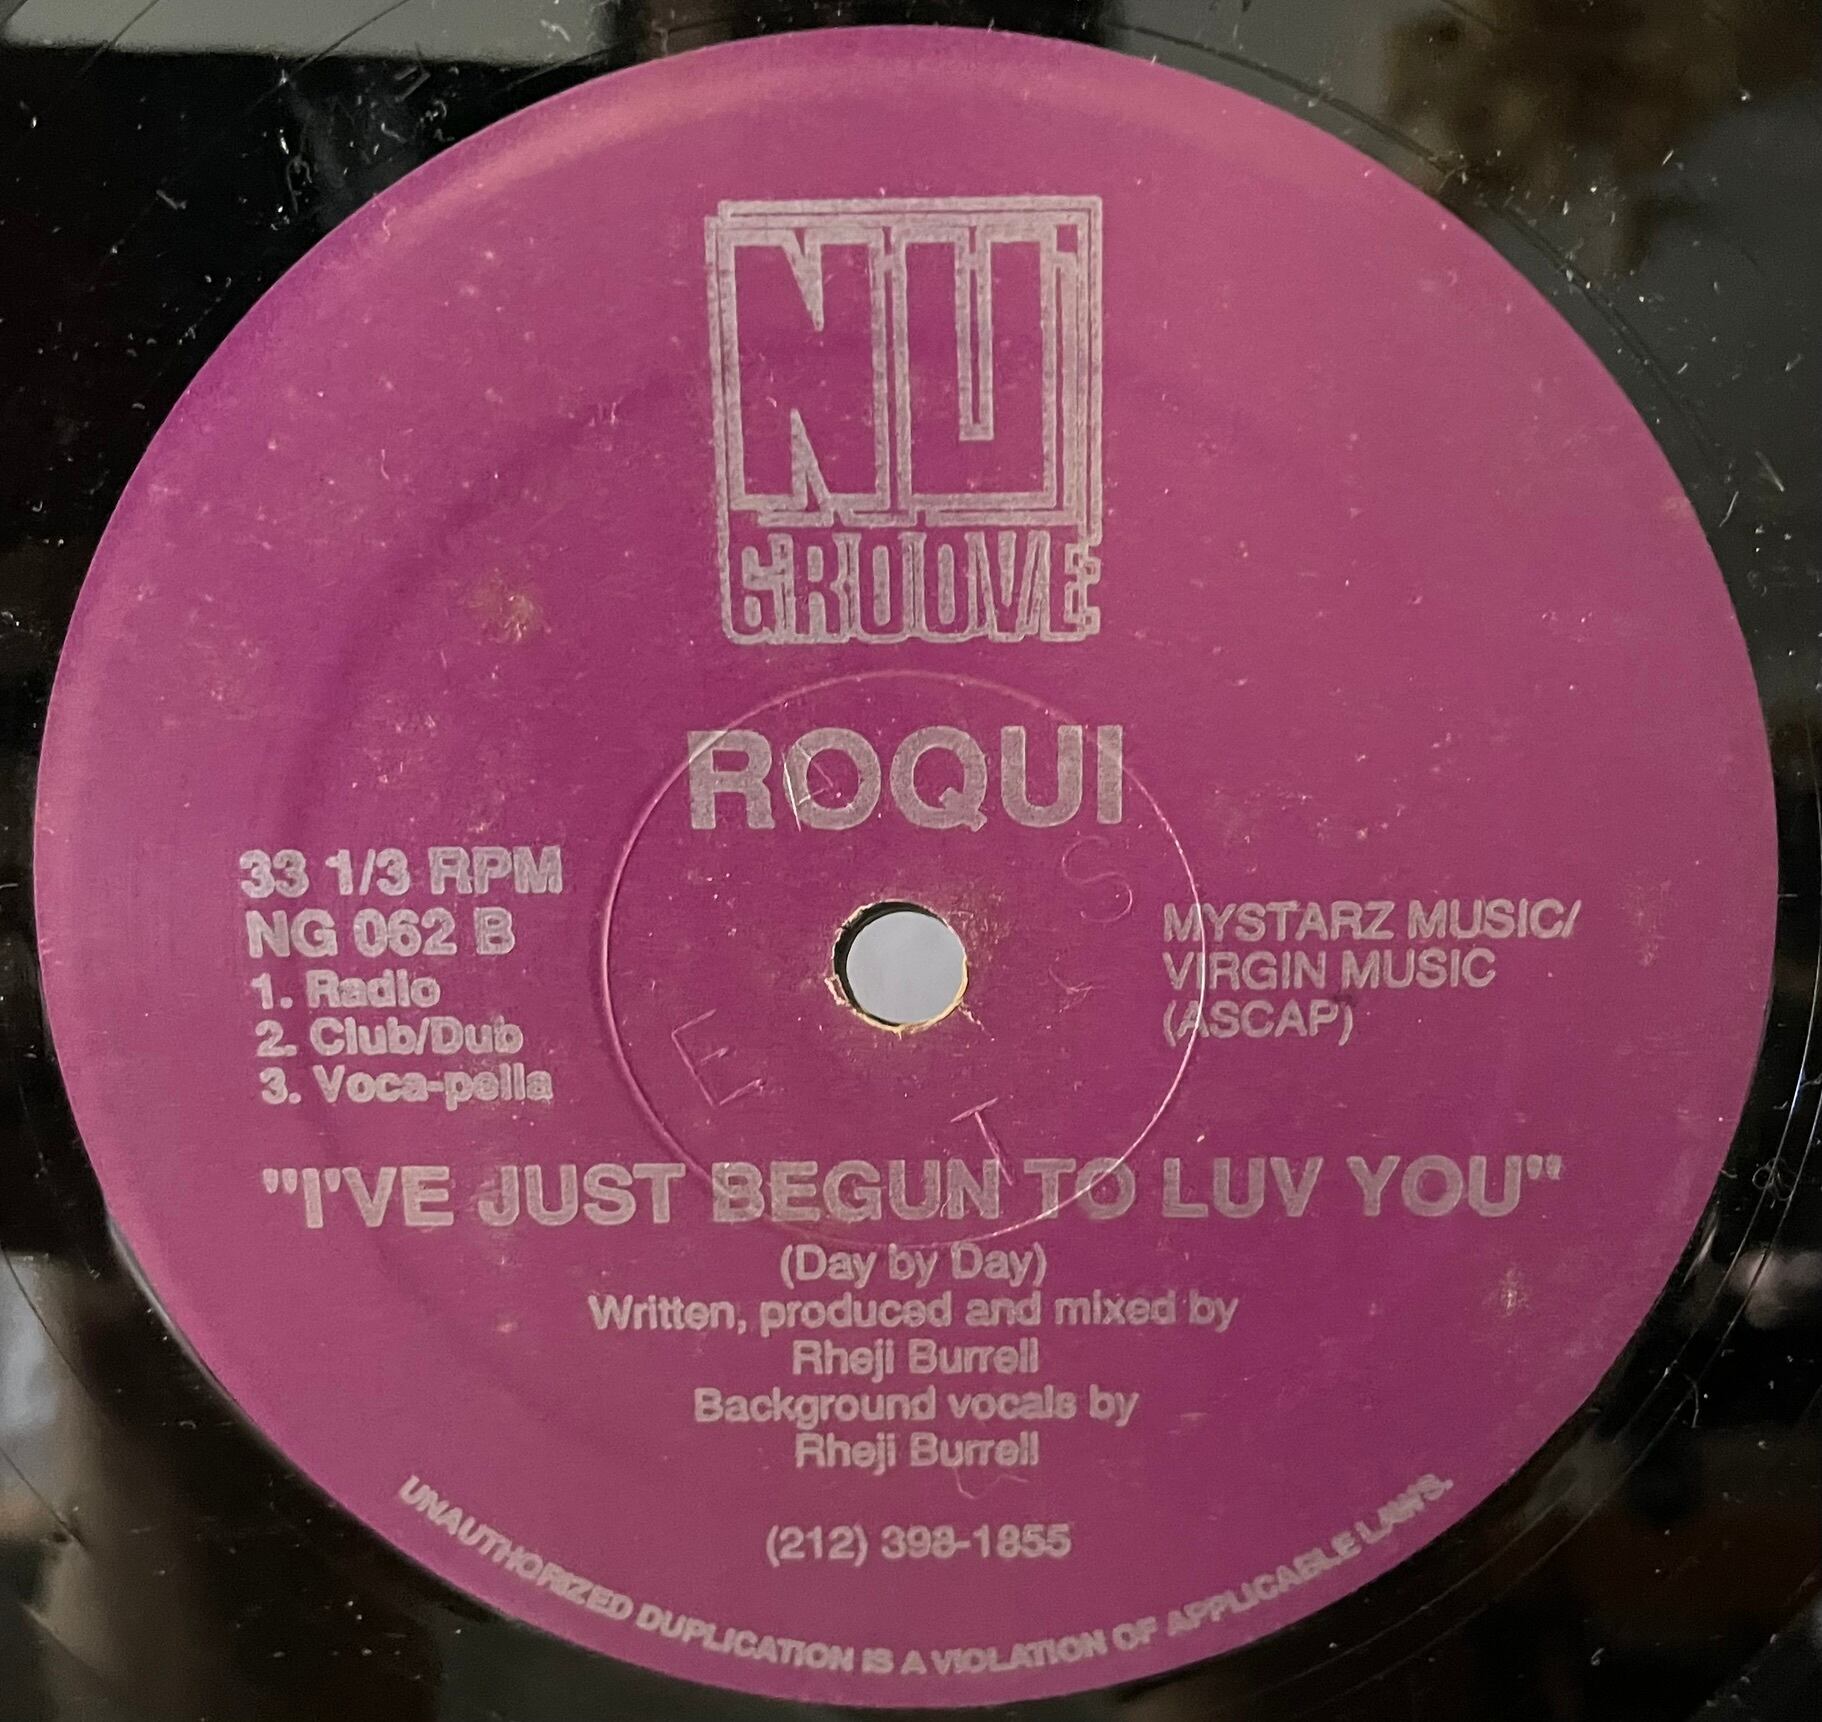 NU
GROOVE
ROQUI
33 1/3 RPM
NG 062 B
1. Radio
2. Club/Dub
3. Voca-pella
MYSTARZ MUSIC/
VIRGIN MUSIC
(ASCAP)
"I'VE JUST BEGUN TO LUV YOU"
(Day by Day)
Written, produced and mixed by
Rheji Burrell
Background vocals by
Rheji Burrell
(212) 398-1855
UNAUTHORIZED DUPLICATION IS A VIOLATION OF APPLICABLE LAWS.